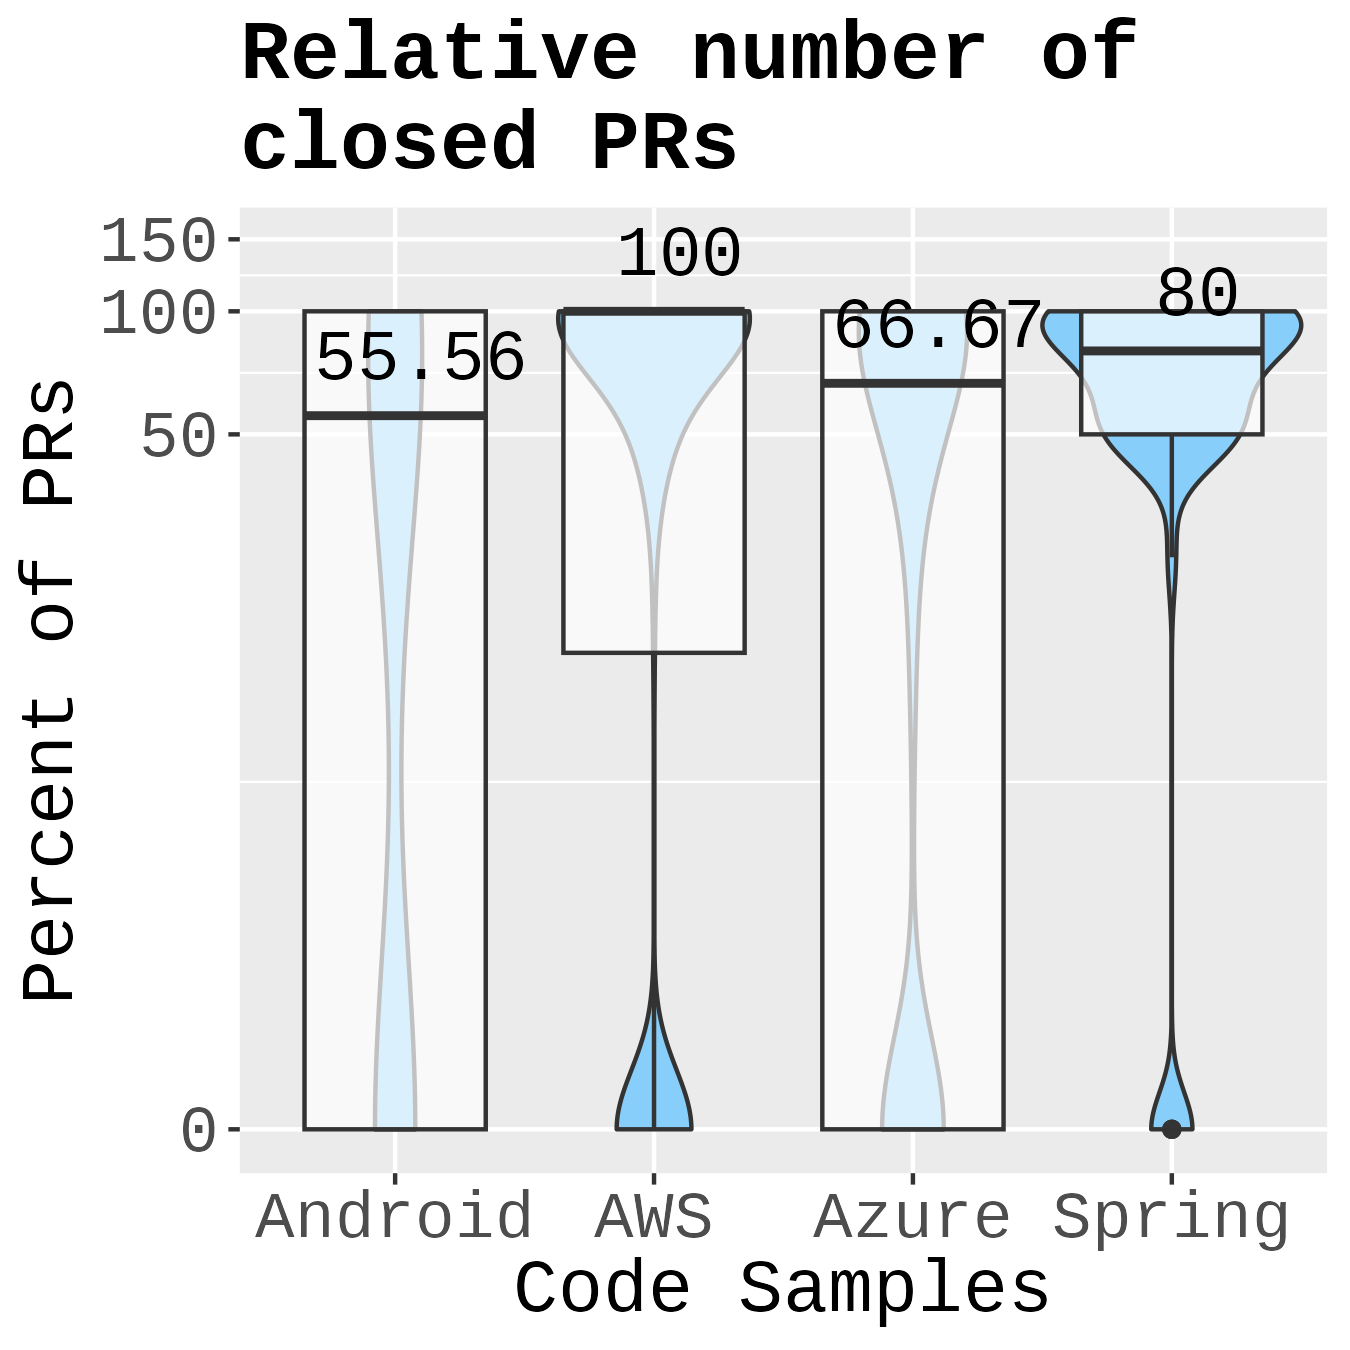 Relative number of
closed PRs
Percent of PRs
150
100
50
0
55.56
100
66.67
80
Android AWS Azure Spring
Code Samples